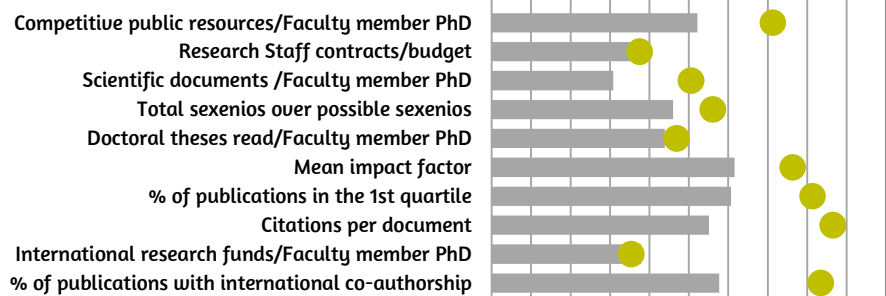 Competitive public resources/Faculty member PhD
Research Staff contracts/budget
Scientific documents /Faculty member PhD
Total sexenios over possible sexenios
Doctoral theses read/Faculty member PhD
Mean impact factor
% of publications in the 1st quartile
Citations per document
International research funds/Faculty member PhD
% of publications with international co-authorship